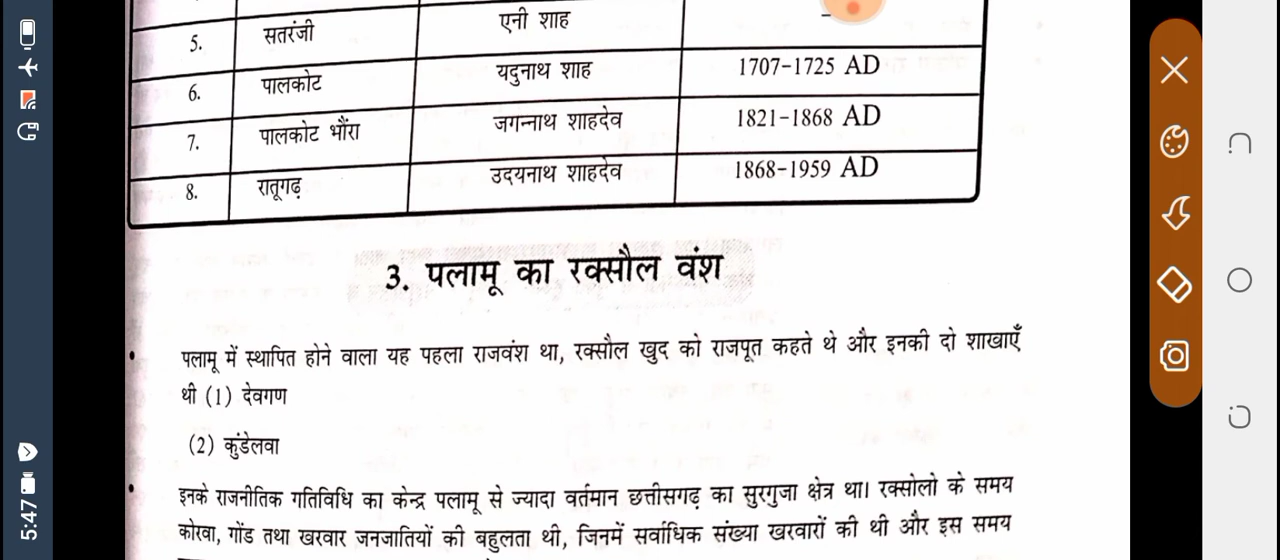 5. सतरंजी एनी शाह –
6. पालकोट यदुनाथ शाह 1707-1725 AD
7. पालकोट भौंरा जगन्नाथ शाहदेव 1821-1868 AD
8. रातूगढ़ उदयनाथ शाहदेव 1868-1959 AD
3. पलामू का रक्सौल वंश
• पलामू में स्थापित होने वाला यह पहला राजवंश था, रक्सौल खुद को राजपूत कहते थे और इनकी दो शाखाएँ
थी (1) देवगण
(2) कुंडेलवा
• इनके राजनीतिक गतिविधि का केन्द्र पलामू से ज्यादा वर्तमान छत्तीसगढ़ का सुरगुजा क्षेत्र था। रक्सोलो के समय
कोरवा, गोंड तथा खरवार जनजातियों की बहुलता थी, जिनमें सर्वाधिक संख्या खरवारों की थी और इस समय
5:47